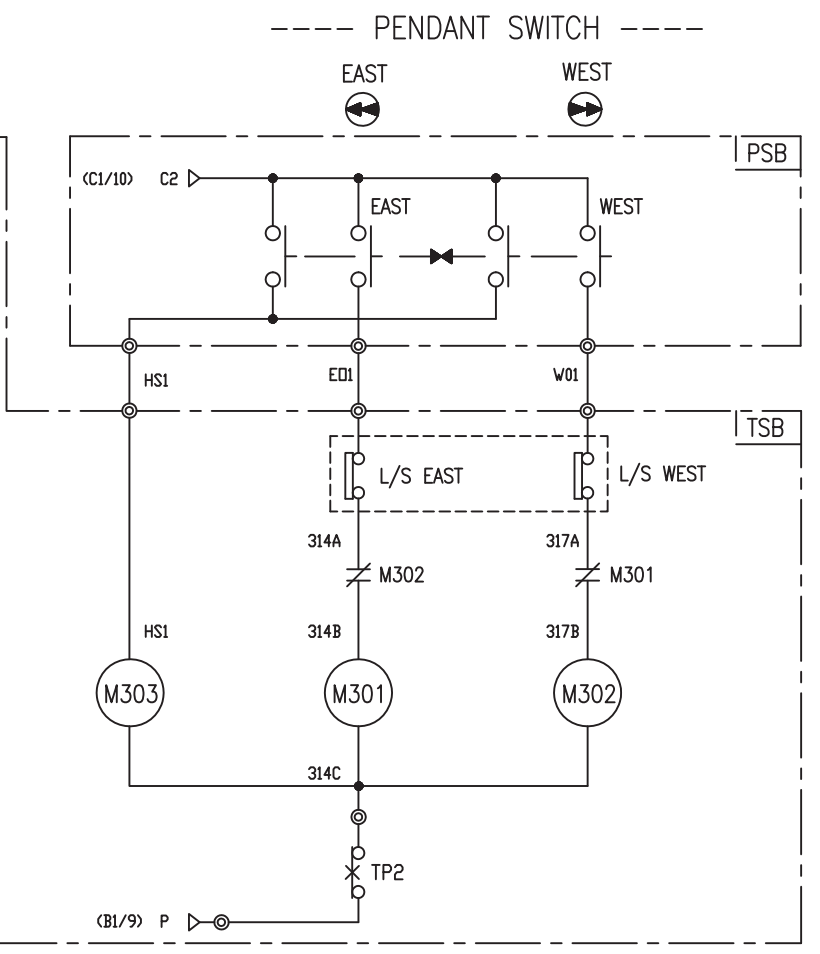 PENDANT SWITCH
EAST WEST
PSB
(C1/10) C2
EAST WEST
HS1 E01 W01
TSB
L/S EAST L/S WEST
314A 317A
M302 M301
HS1 314B 317B
M303 M301 M302
314C
TP2
(B1/9) P